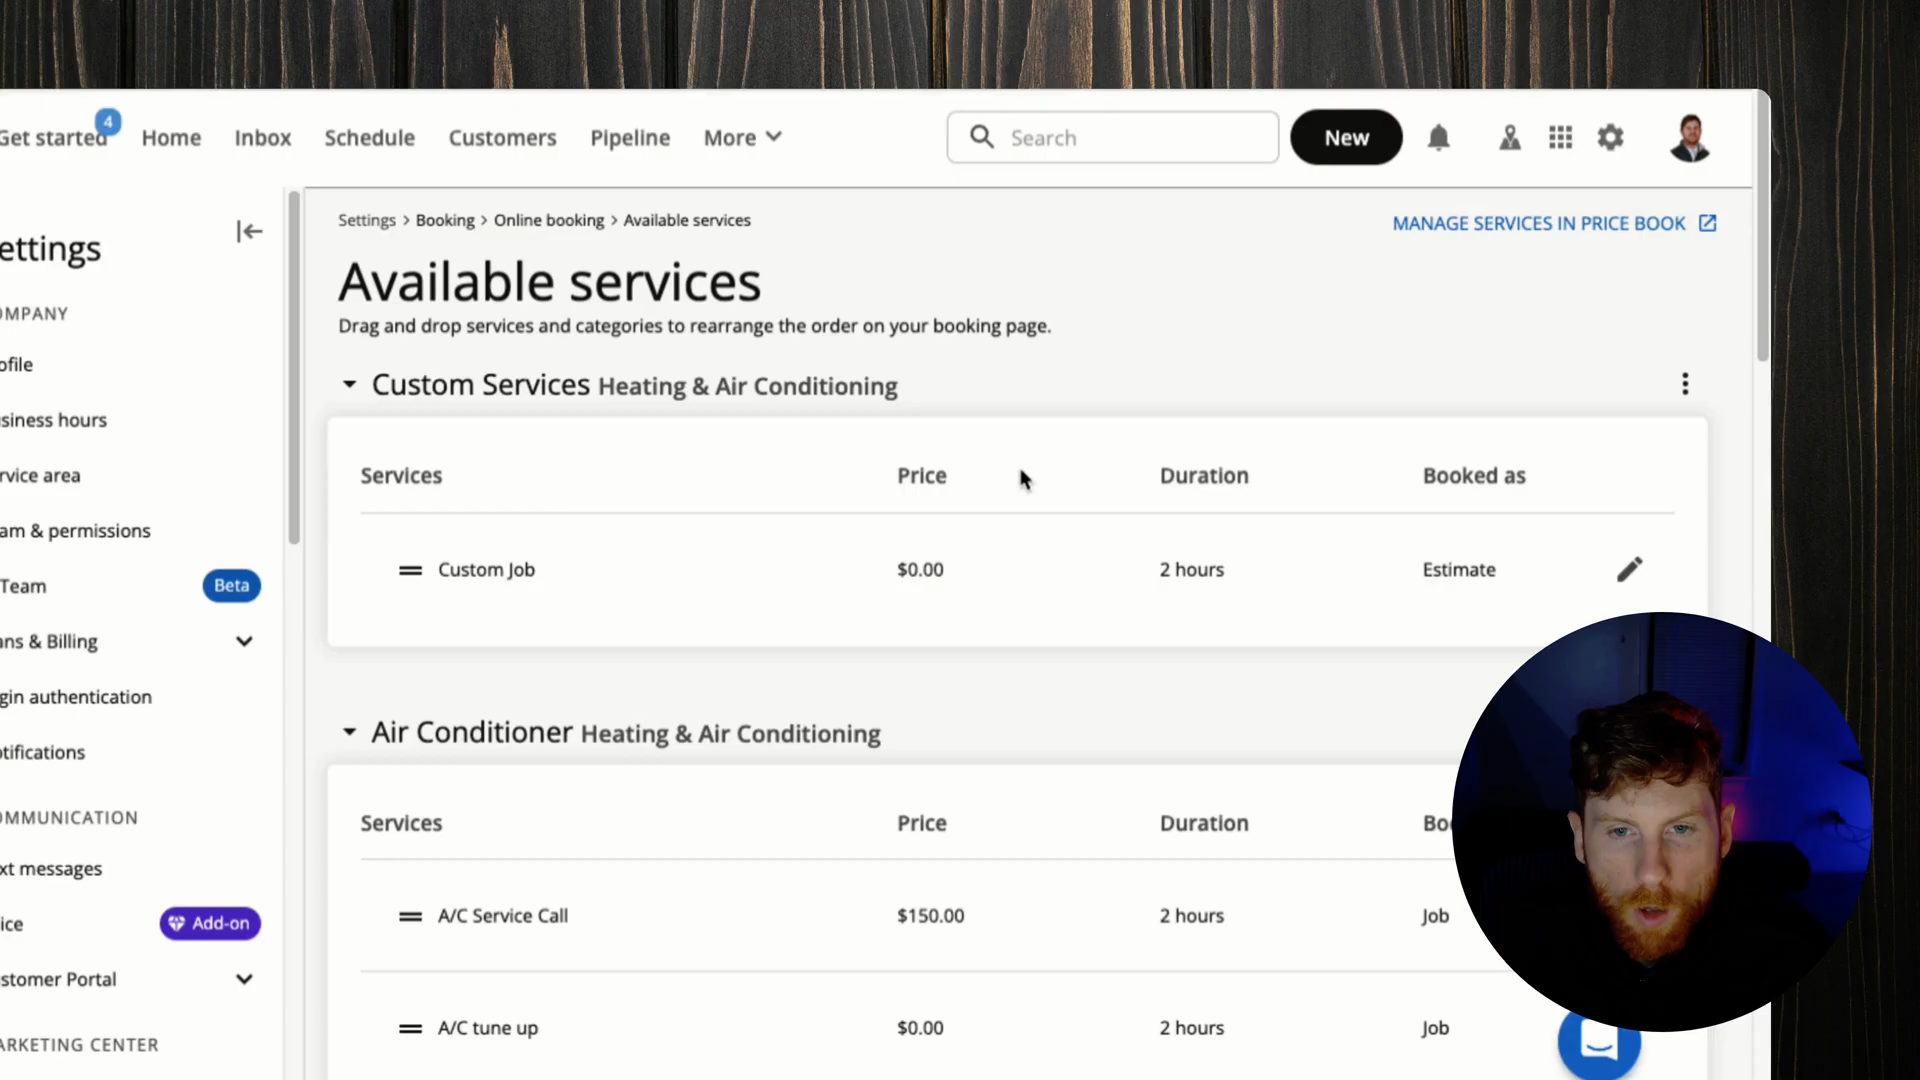 Get started 4 Home Inbox Schedule Customers Pipeline More Search New
ettings
OMPANY
ofile
siness hours
rvice area
am & permissions
Team Beta
ans & Billing
gin authentication
otifications
OMMUNICATION
xt messages
ice Add-on
stomer Portal
ARKETING CENTER
Settings > Booking > Online booking > Available services
MANAGE SERVICES IN PRICE BOOK
Available services
Drag and drop services and categories to rearrange the order on your booking page.
Custom Services Heating & Air Conditioning
Services Price Duration Booked as
Custom Job $0.00 2 hours Estimate
Air Conditioner Heating & Air Conditioning
Services Price Duration Boo
A/C Service Call $150.00 2 hours Job
A/C tune up $0.00 2 hours Job